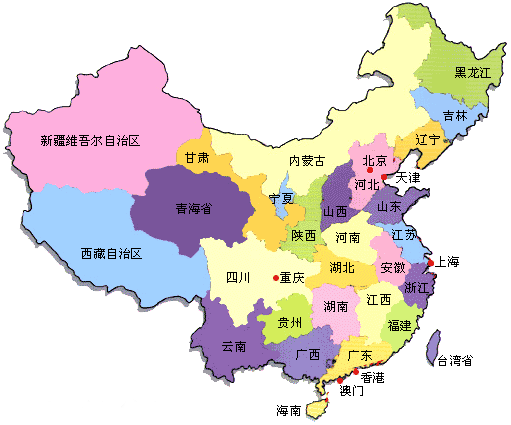 黑龙江
吉林
辽宁
新疆维吾尔自治区
甘肃
内蒙古
北京
天津
河北
宁夏
青海省
山西
山东
陕西
河南
江苏
西藏自治区
上海
四川
重庆
湖北
安徽
浙江
湖南
江西
贵州
福建
云南
广西
广东
台湾省
香港
澳门
海南